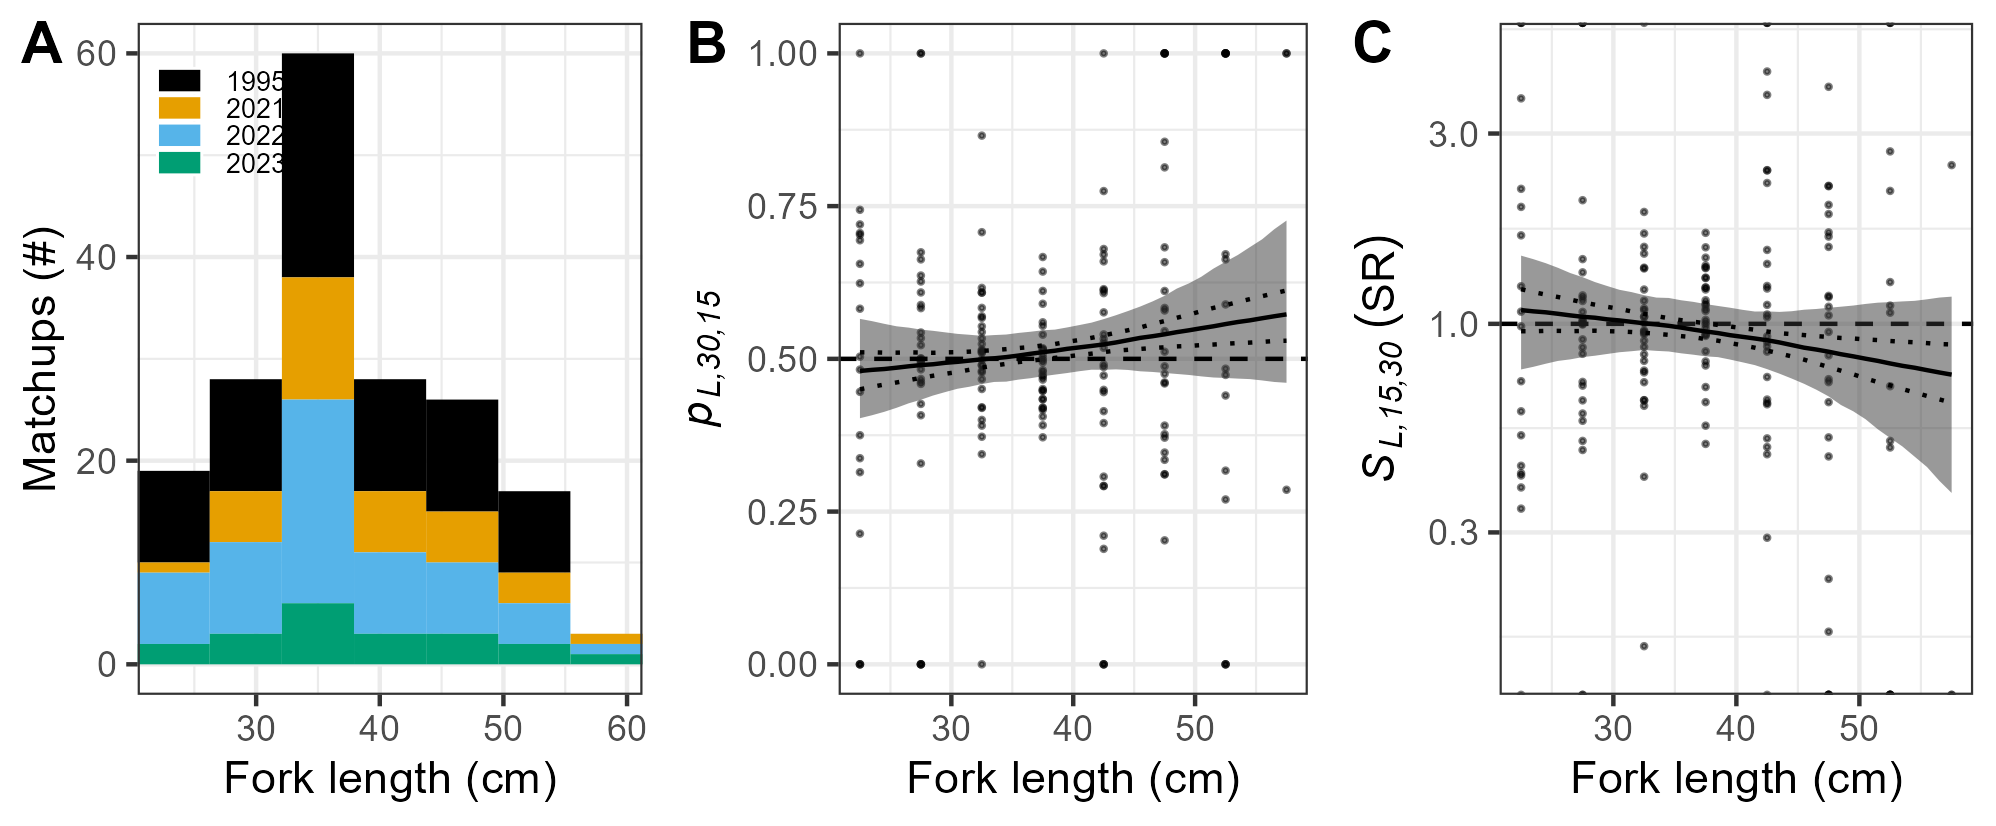 A
Matchups (#)
60
40
20
0
1995
2021
2022
2023
30 40 50 60
Fork length (cm)
B
p L,30,15
1.00
0.75
0.50
0.25
0.00
30 40 50
Fork length (cm)
C
S L,15,30 (SR)
3.0
1.0
0.3
30 40 50
Fork length (cm)